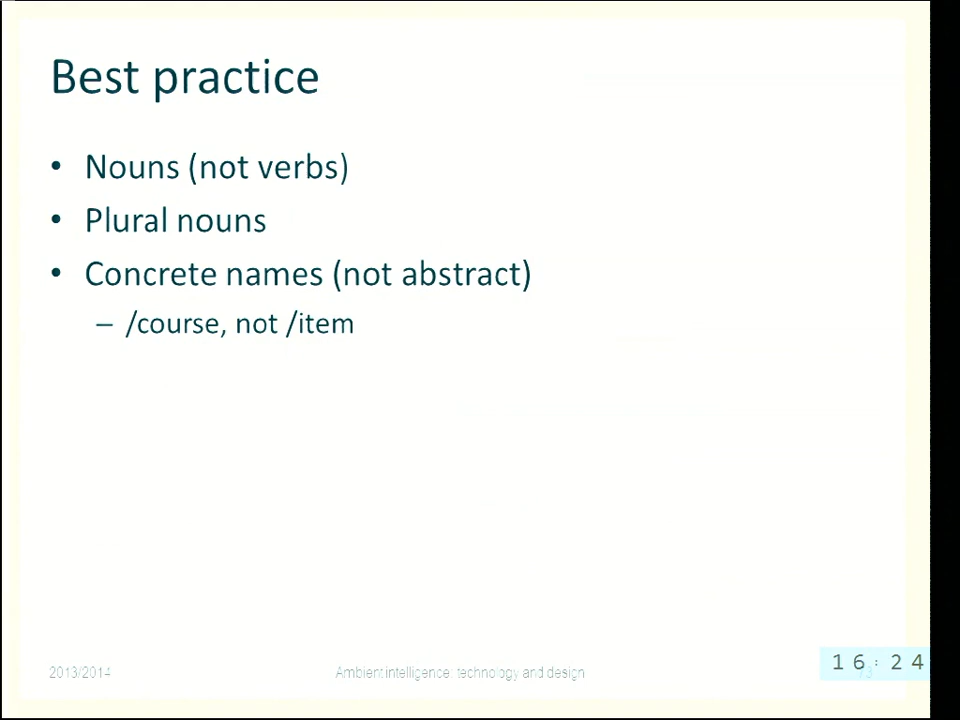 Best practice
• Nouns (not verbs)
• Plural nouns
• Concrete names (not abstract)
– /course, not /item
2013/2014
Ambient intelligence: technology and design
16:24